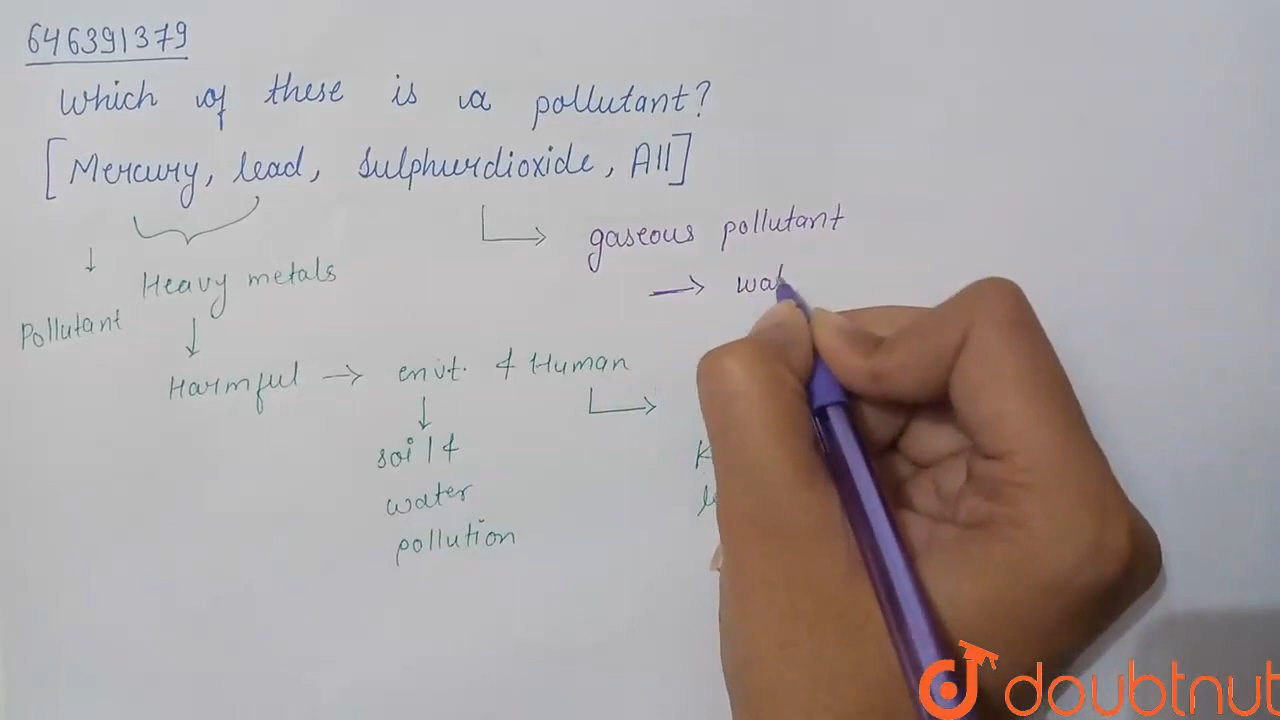 646391379
Which of these is a pollutant?
[Mercury, lead, Sulphurdioxide, All]
gaseous pollutant
Heavy metals
Pollutant
Harmful → envt. & Human
soil &
water
pollution
doubtnut